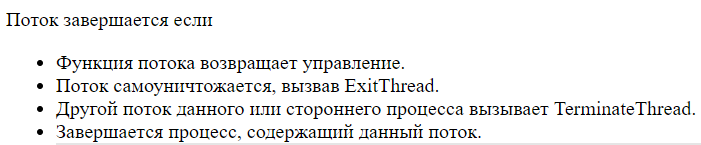 Поток завершается если
• Функция потока возвращает управление.
• Поток самоуничтожается, вызвав ExitThread.
• Другой поток данного или стороннего процесса вызывает TerminateThread.
• Завершается процесс, содержащий данный поток.